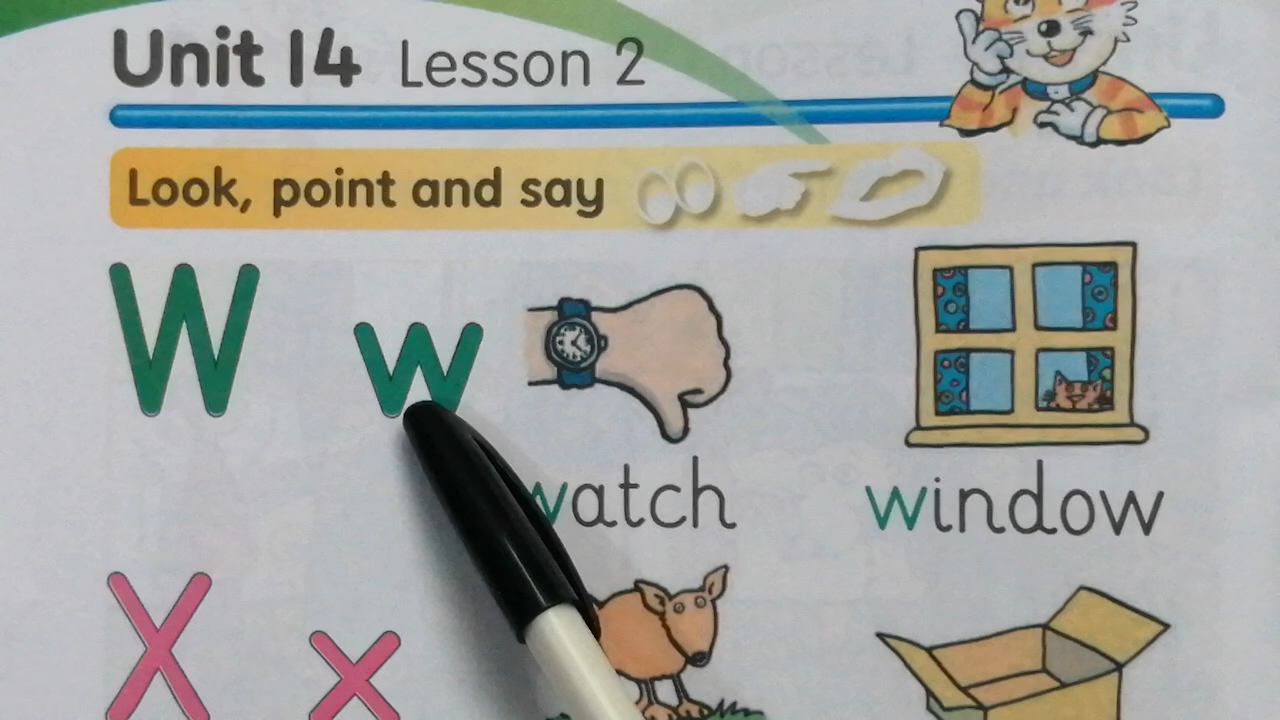 Unit 14 Lesson 2
Look, point and say
W w
watch window
X x